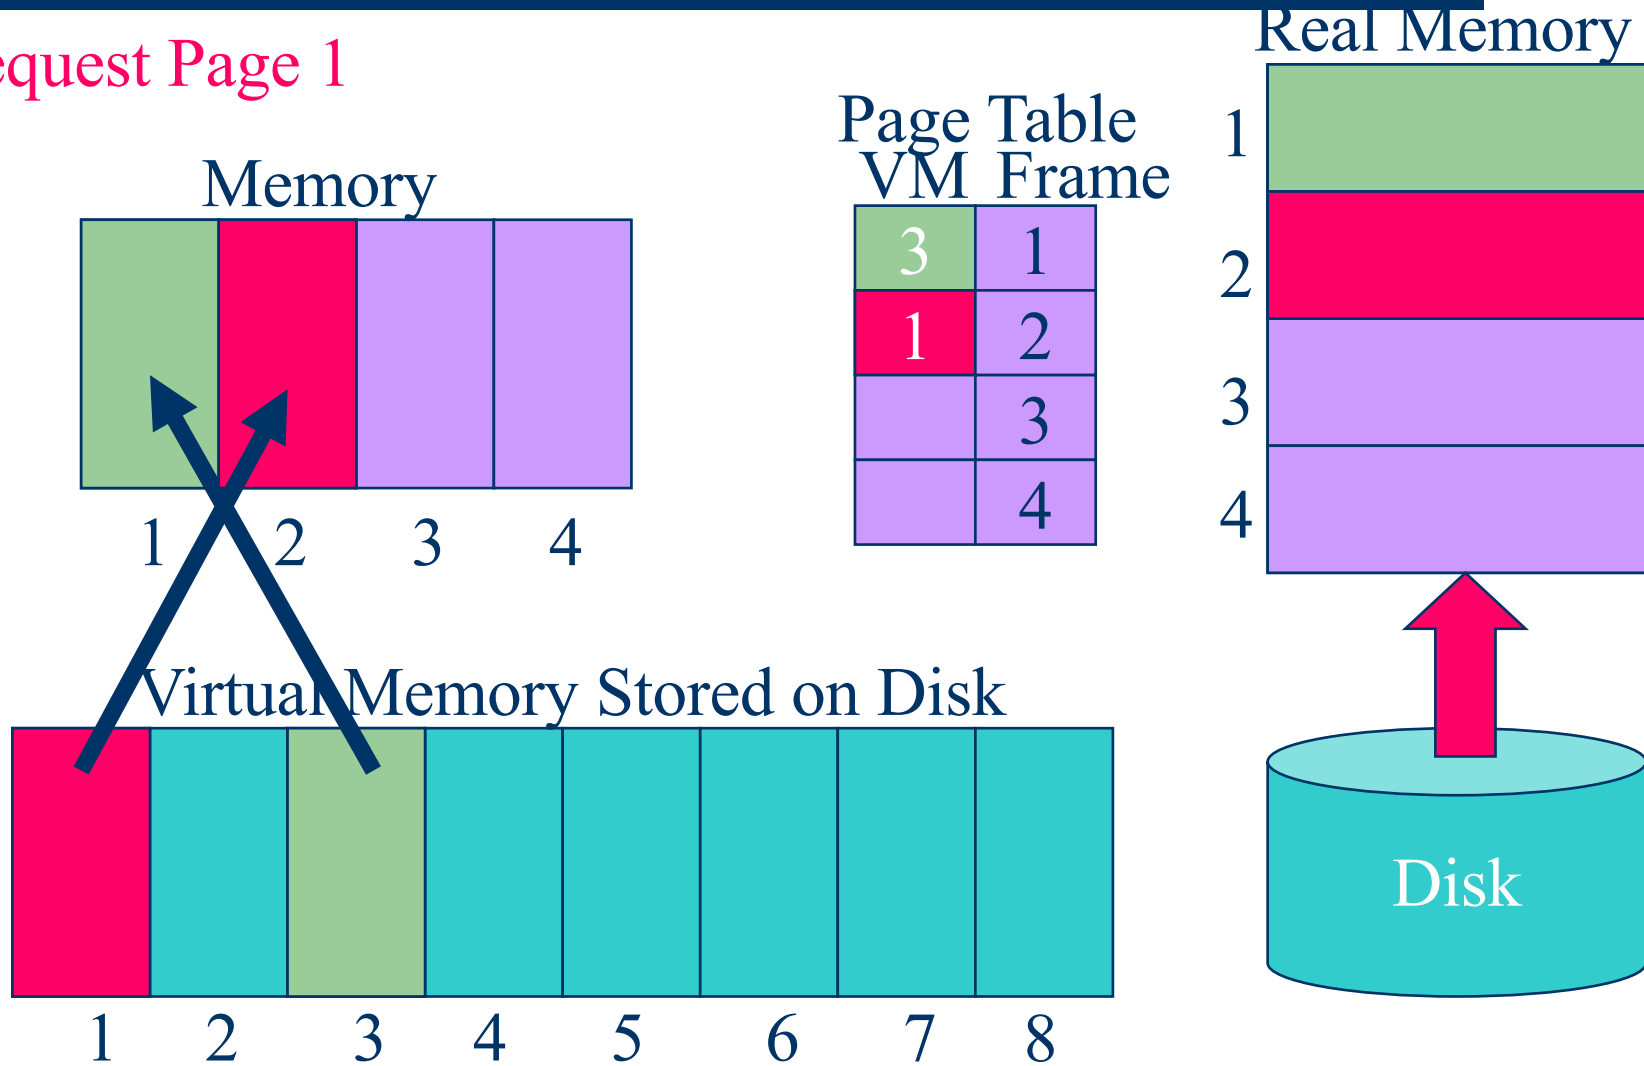 equest Page 1
Real Memory
Page Table
VM Frame
Memory
3 1
1 2
3
4
1
2
3
4
1 2 3 4
Virtual Memory Stored on Disk
Disk
1 2 3 4 5 6 7 8